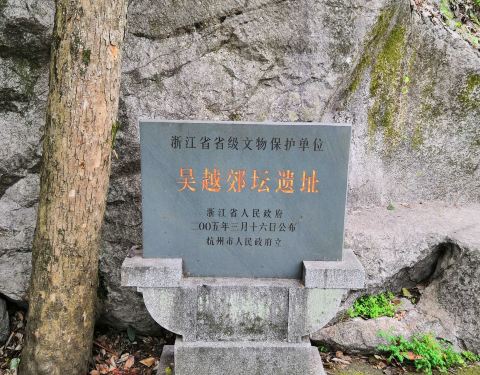 浙江省省级文物保护单位
吴越郊坛遗址
浙江省人民政府
二〇〇五年三月十六日公布
杭州市人民政府立